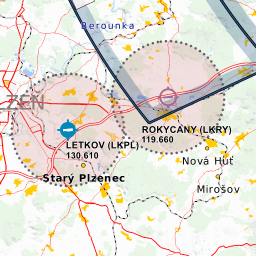 Berounka
ZEN
ROKYCANY (LKRY)
119.660
LETKOV (LKPL)
130.610
Nová Huť
Starý Plzenec
Mirošov